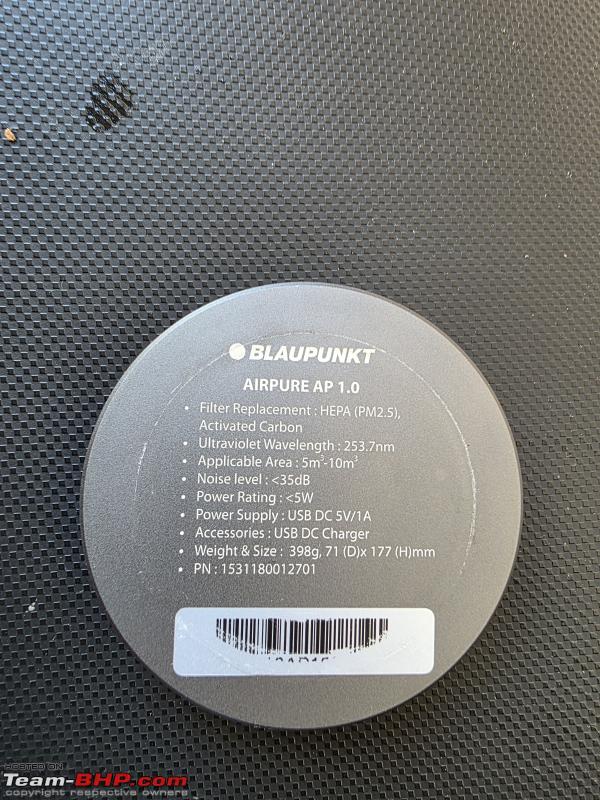 BLAUPUNKT
AIRPURE AP 1.0
• Filter Replacement : HEPA (PM2.5),
Activated Carbon
• Ultraviolet Wavelength : 253.7nm
• Applicable Area : 5m³-10m³
• Noise level : <35dB
• Power Rating : <5W
• Power Supply : USB DC 5V/1A
• Accessories : USB DC Charger
• Weight & Size : 398g, 71 (D)x 177 (H)mm
• PN : 1531180012701
HOSTED ON
Team-BHP.com
copyright respective owners